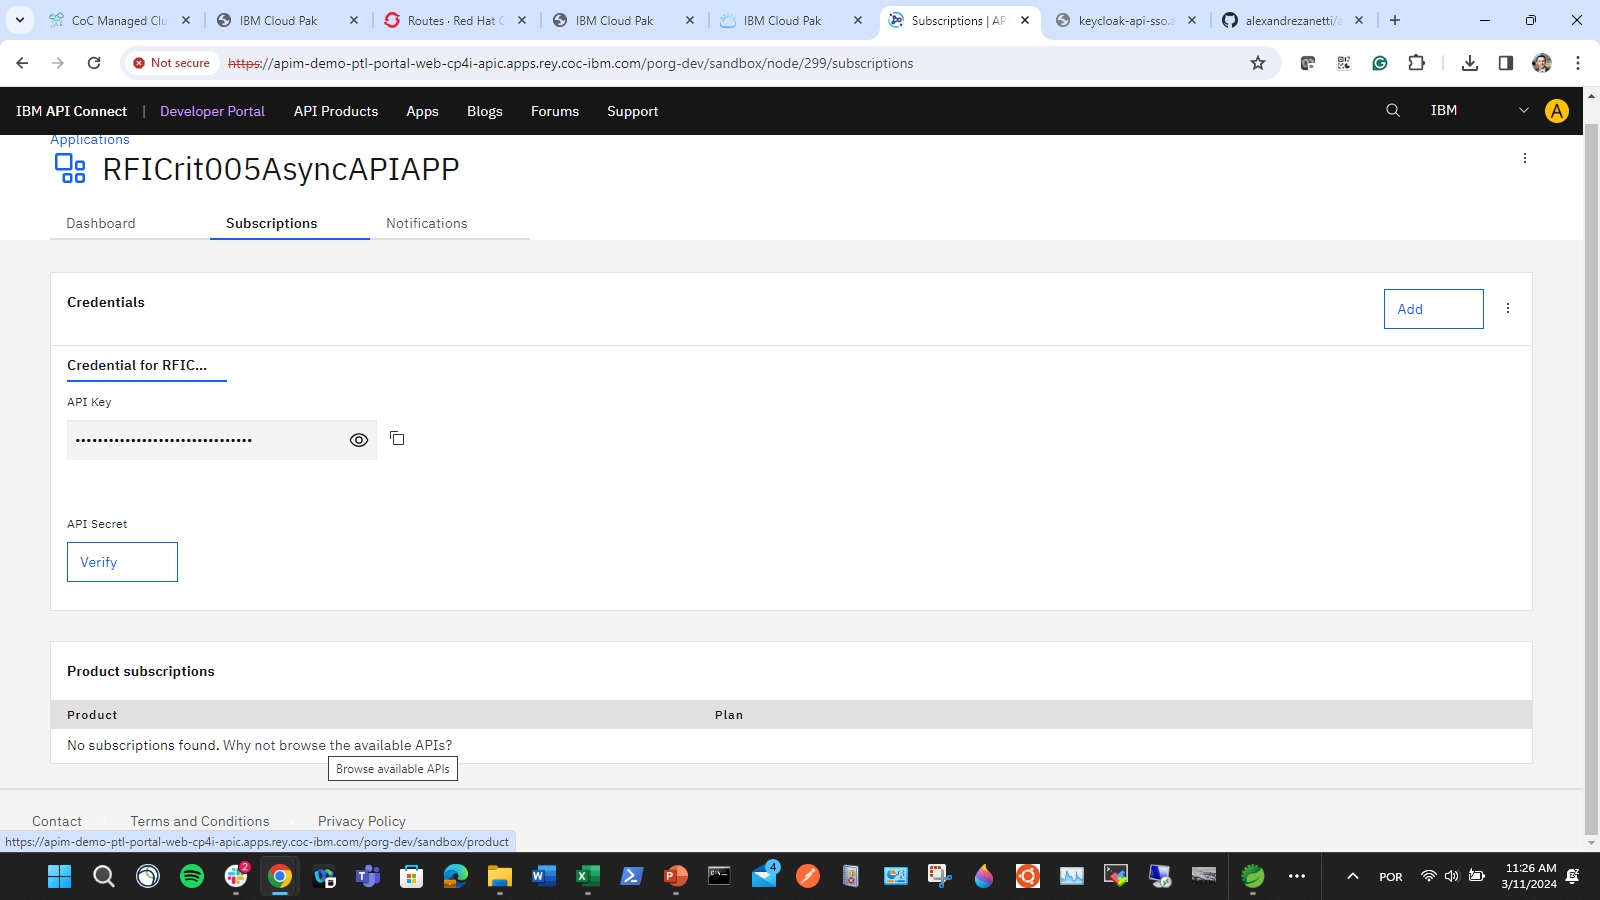 CoC Managed Clu
IBM Cloud Pak
Routes · Red Hat C
IBM Cloud Pak
IBM Cloud Pak
Subscriptions | AP
keycloak-api-sso.a
alexandrezanetti/a
Not secure
https://apim-demo-ptl-portal-web-cp4i-apic.apps.rey.coc-ibm.com/porg-dev/sandbox/node/299/subscriptions
IBM API Connect | Developer Portal API Products Apps Blogs Forums Support IBM A
Applications
RFICrit005AsyncAPIAPP
Dashboard Subscriptions Notifications
Credentials
Add
Credential for RFIC...
API Key
••••••••••••••••••••••••••••••••
API Secret
Verify
Product subscriptions
Product Plan
No subscriptions found. Why not browse the available APIs?
Browse available APIs
Contact Terms and Conditions Privacy Policy
https://apim-demo-ptl-portal-web-cp4i-apic.apps.rey.coc-ibm.com/porg-dev/sandbox/product
2
4
POR
11:26 AM
3/11/2024